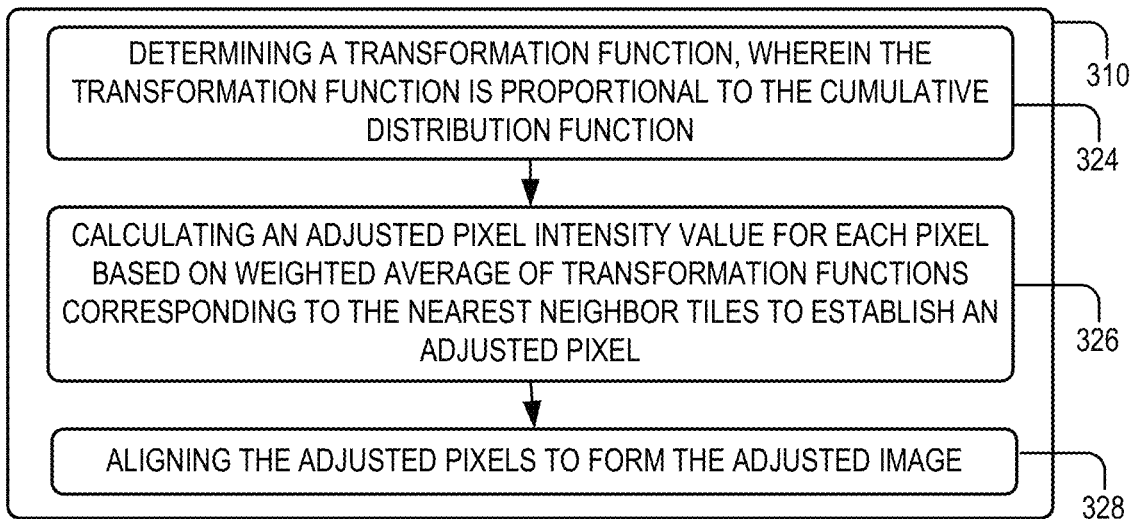 DETERMINING A TRANSFORMATION FUNCTION, WHEREIN THE
TRANSFORMATION FUNCTION IS PROPORTIONAL TO THE CUMULATIVE
DISTRIBUTION FUNCTION
310
324
CALCULATING AN ADJUSTED PIXEL INTENSITY VALUE FOR EACH PIXEL
BASED ON WEIGHTED AVERAGE OF TRANSFORMATION FUNCTIONS
CORRESPONDING TO THE NEAREST NEIGHBOR TILES TO ESTABLISH AN
ADJUSTED PIXEL
326
ALIGNING THE ADJUSTED PIXELS TO FORM THE ADJUSTED IMAGE
328